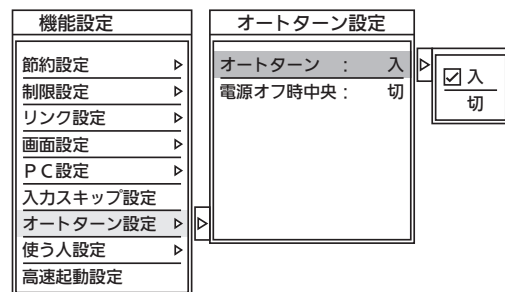 機能設定
節約設定
制限設定
リンク設定
画面設定
ＰＣ設定
入力スキップ設定
オートターン設定
使う人設定
高速起動設定
オートターン設定
オートターン ： 入
電源オフ時中央： 切
入
切